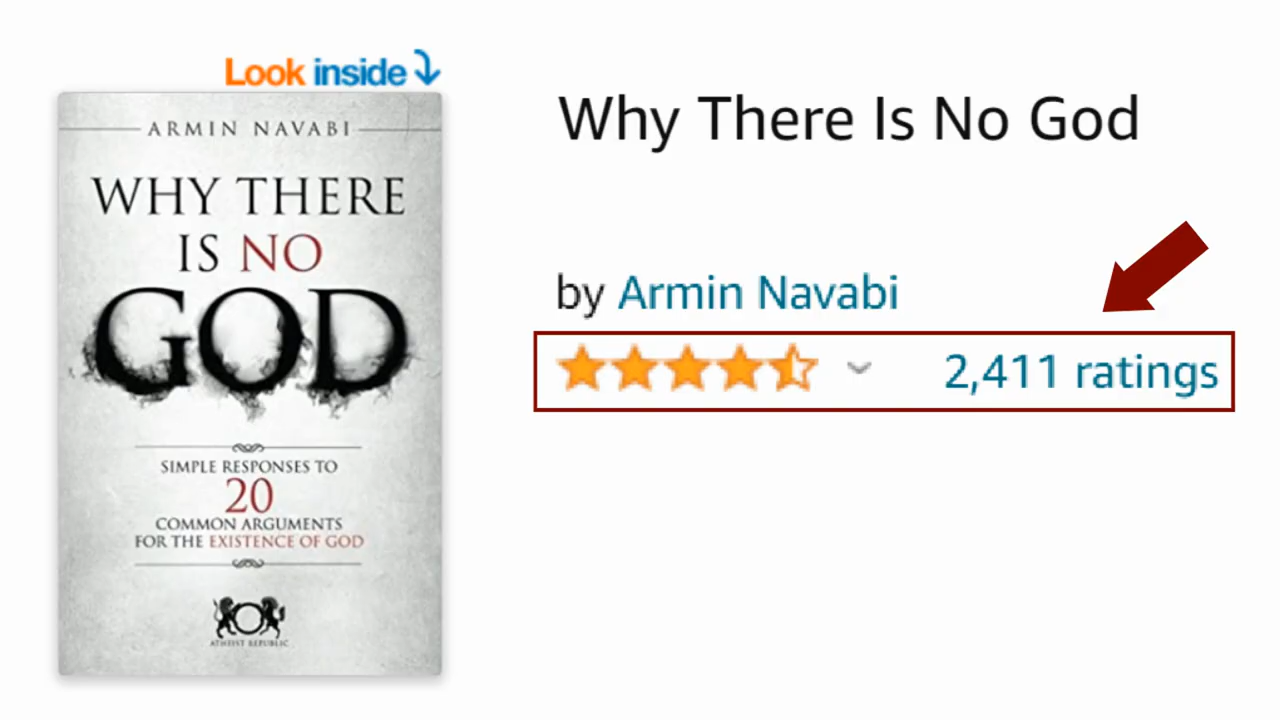 Look inside
ARMIN NAVABI
WHY THERE
IS NO
GOD
SIMPLE RESPONSES TO
20
COMMON ARGUMENTS
FOR THE EXISTENCE OF GOD
ATHEIST REPUBLIC
Why There Is No God
by Armin Navabi
2,411 ratings